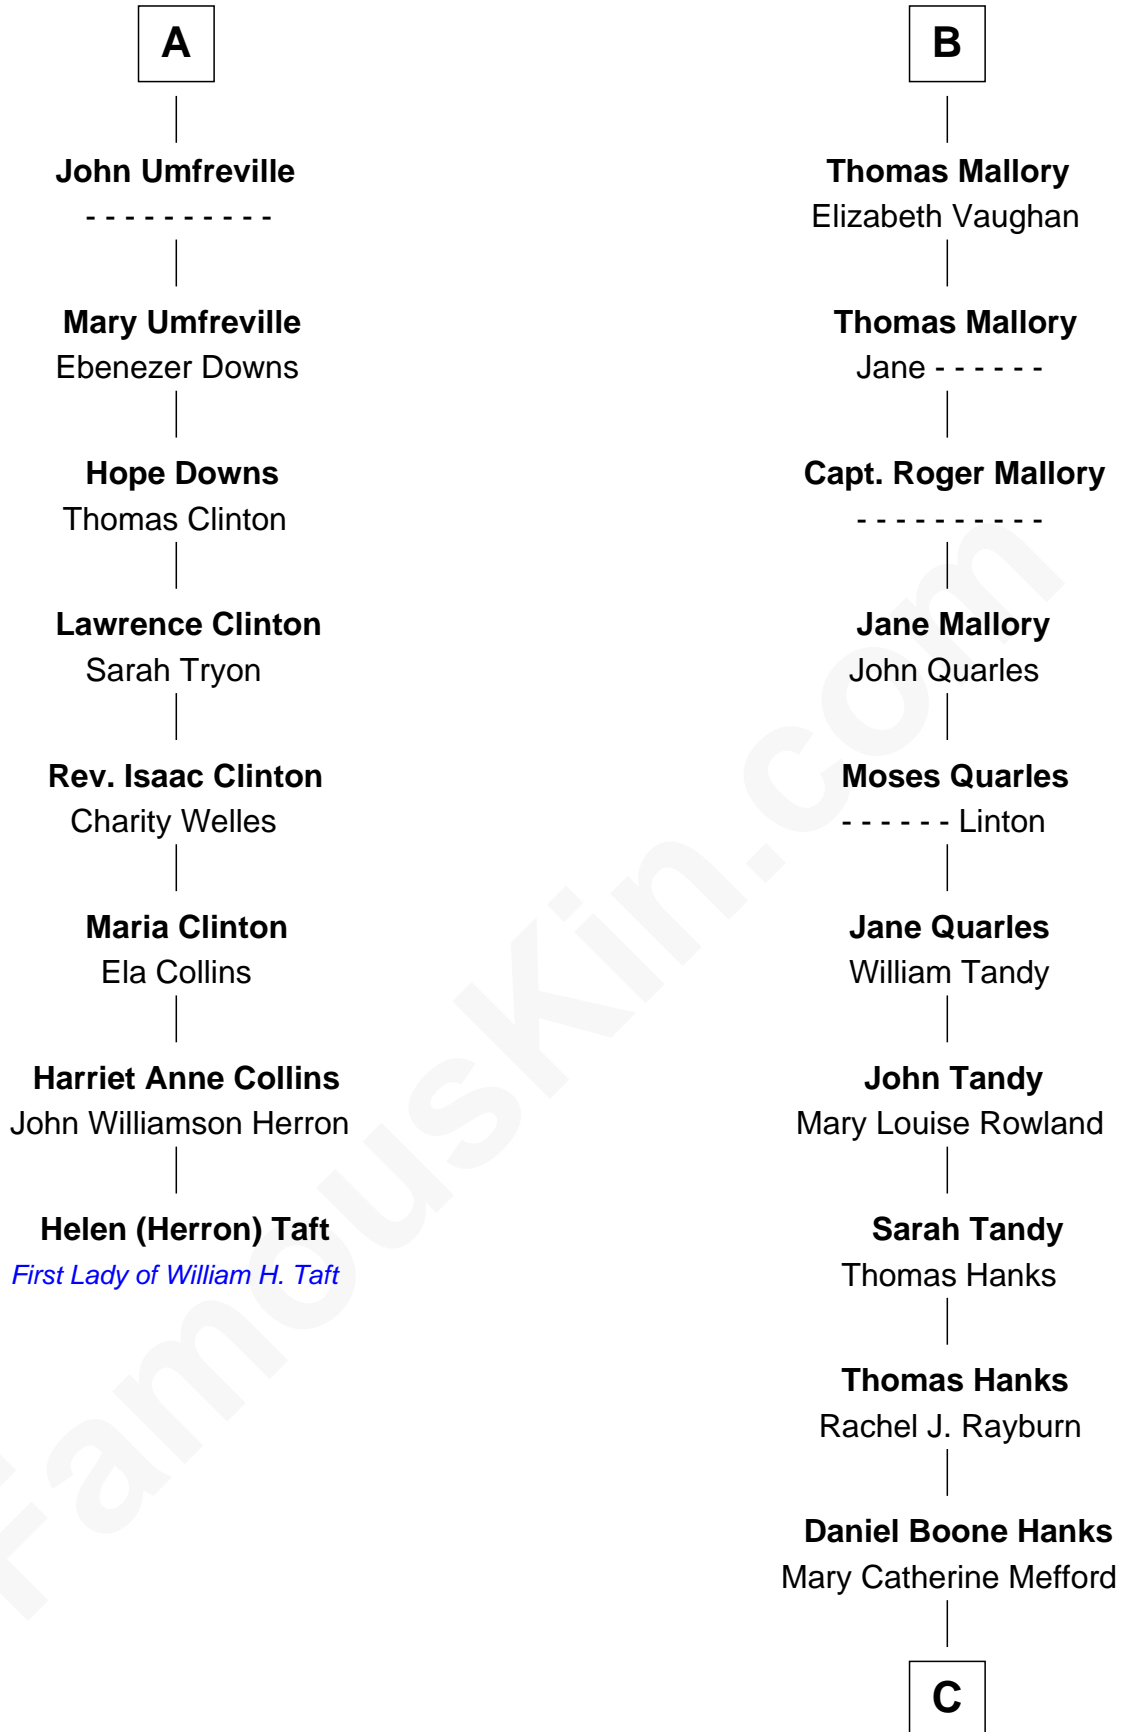 A
John Umfreville
- - - - - - - - - -
Mary Umfreville
Ebenezer Downs
Hope Downs
Thomas Clinton
Lawrence Clinton
Sarah Tryon
Rev. Isaac Clinton
Charity Welles
Maria Clinton
Ela Collins
Harriet Anne Collins
John Williamson Herron
Helen (Herron) Taft
First Lady of William H. Taft
B
Thomas Mallory
Elizabeth Vaughan
Thomas Mallory
Jane - - - - - -
Capt. Roger Mallory
- - - - - - - - - -
Jane Mallory
John Quarles
Moses Quarles
- - - - - - Linton
Jane Quarles
William Tandy
John Tandy
Mary Louise Rowland
Sarah Tandy
Thomas Hanks
Thomas Hanks
Rachel J. Rayburn
Daniel Boone Hanks
Mary Catherine Mefford
C
FamousKin.com